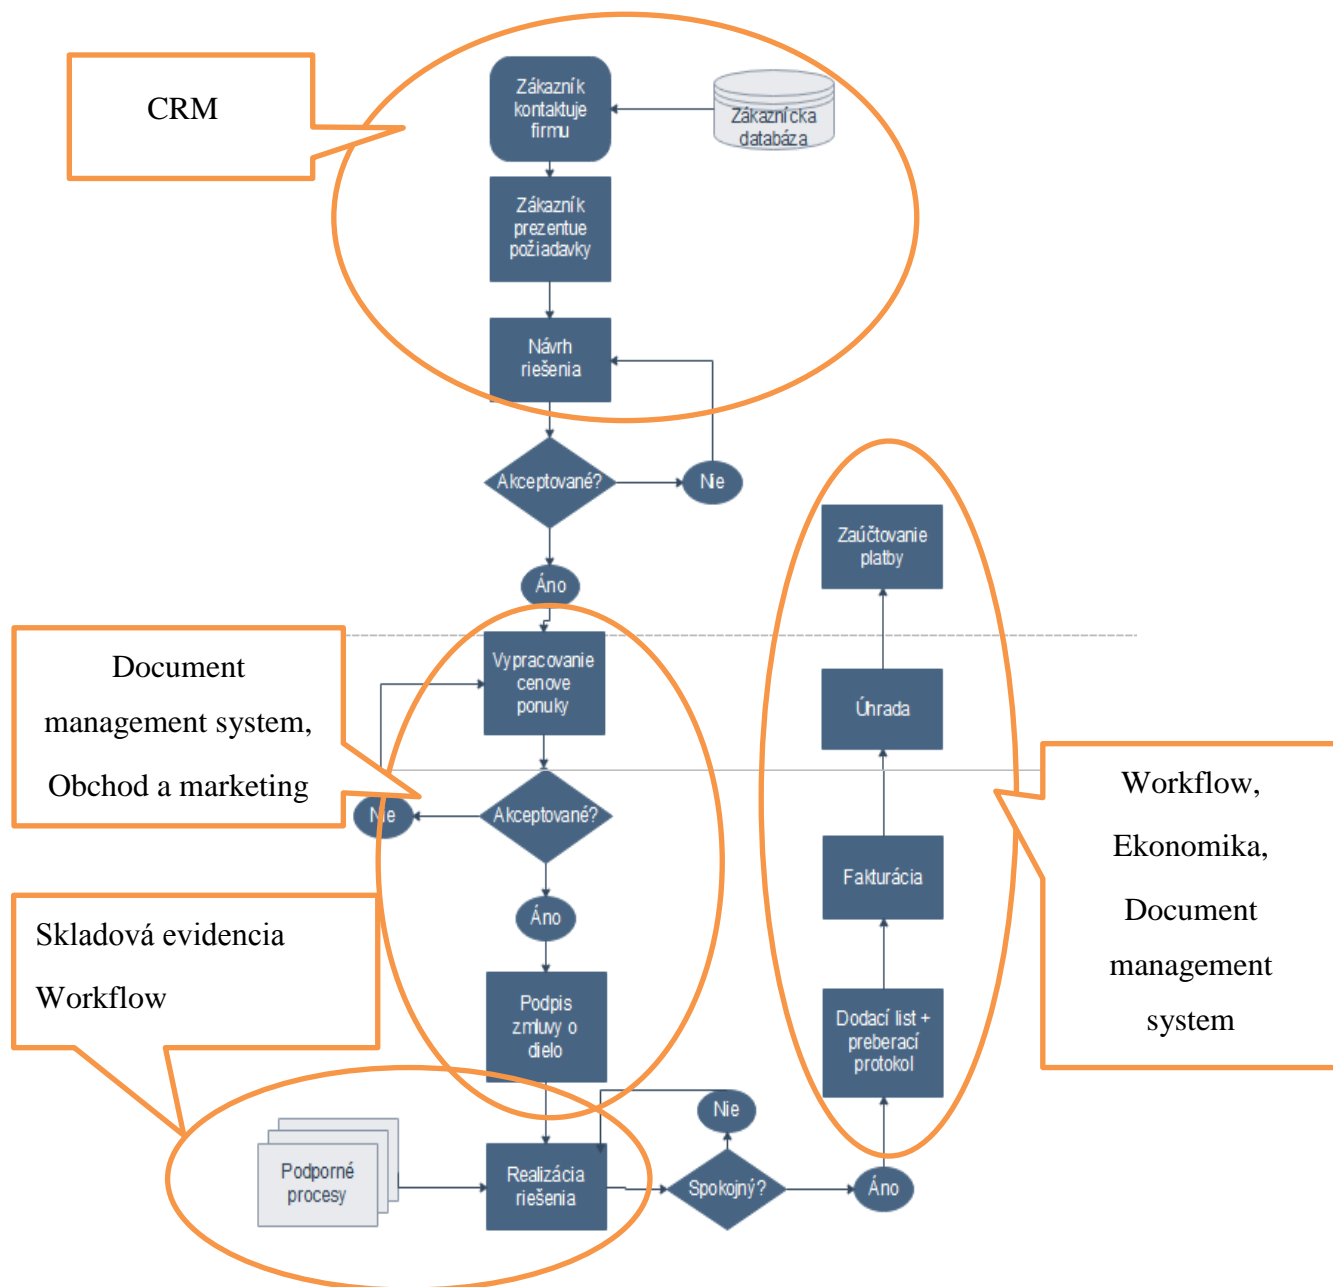 CRM
Zákazník
kontaktuje
firmu
Zákaznícka
databáza
Zákazník
prezentue
požiadavky
Návrh
riešenia
Akceptované?
Nie
Áno
Document
management system,
Obchod a marketing
Vypracovanie
cenove
ponuky
Akceptované?
Nie
Áno
Podpis
zmluvy o
dielo
Skladová evidencia
Workflow
Podporné
procesy
Realizácia
riešenia
Spokojný?
Nie
Áno
Dodací list +
preberací
protokol
Fakturácia
Úhrada
Zaúčtovanie
platby
Workflow,
Ekonomika,
Document
management
system